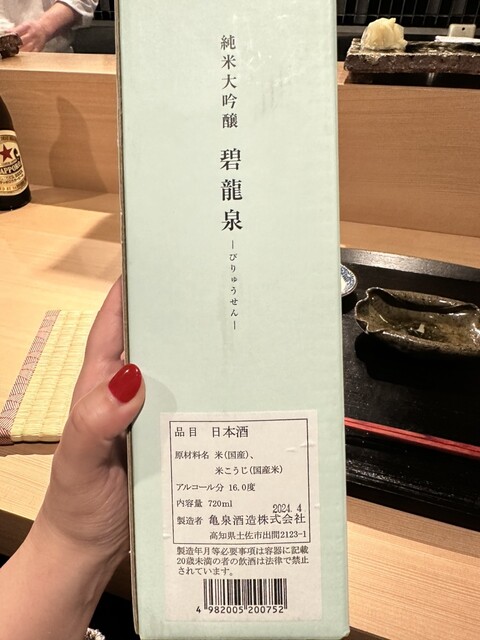 純米大吟醸 碧龍泉 ―びりゅうせん―
SAPPORO
品目 日本酒
原材料名 米(国産)、
米こうじ(国産米)
アルコール分 16.0度
内容量 720ml
2024. 4
製造者 亀泉酒造株式会社
高知県土佐市出間2123-1
製造年月等必要事項は容器に記載
20歳未満の者の飲酒は法律で禁止
されています。
4 982005 200752